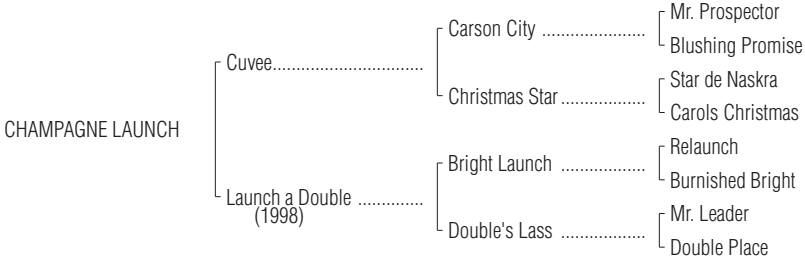 Mr. Prospector
Carson City ......................
Blushing Promise
Cuvee................................
Star de Naskra
Christmas Star..................
Carols Christmas
CHAMPAGNE LAUNCH
Relaunch
Bright Launch ..................
Burnished Bright
Launch a Double ..............
(1998)
Mr. Leader
Double's Lass ..................
Double Place